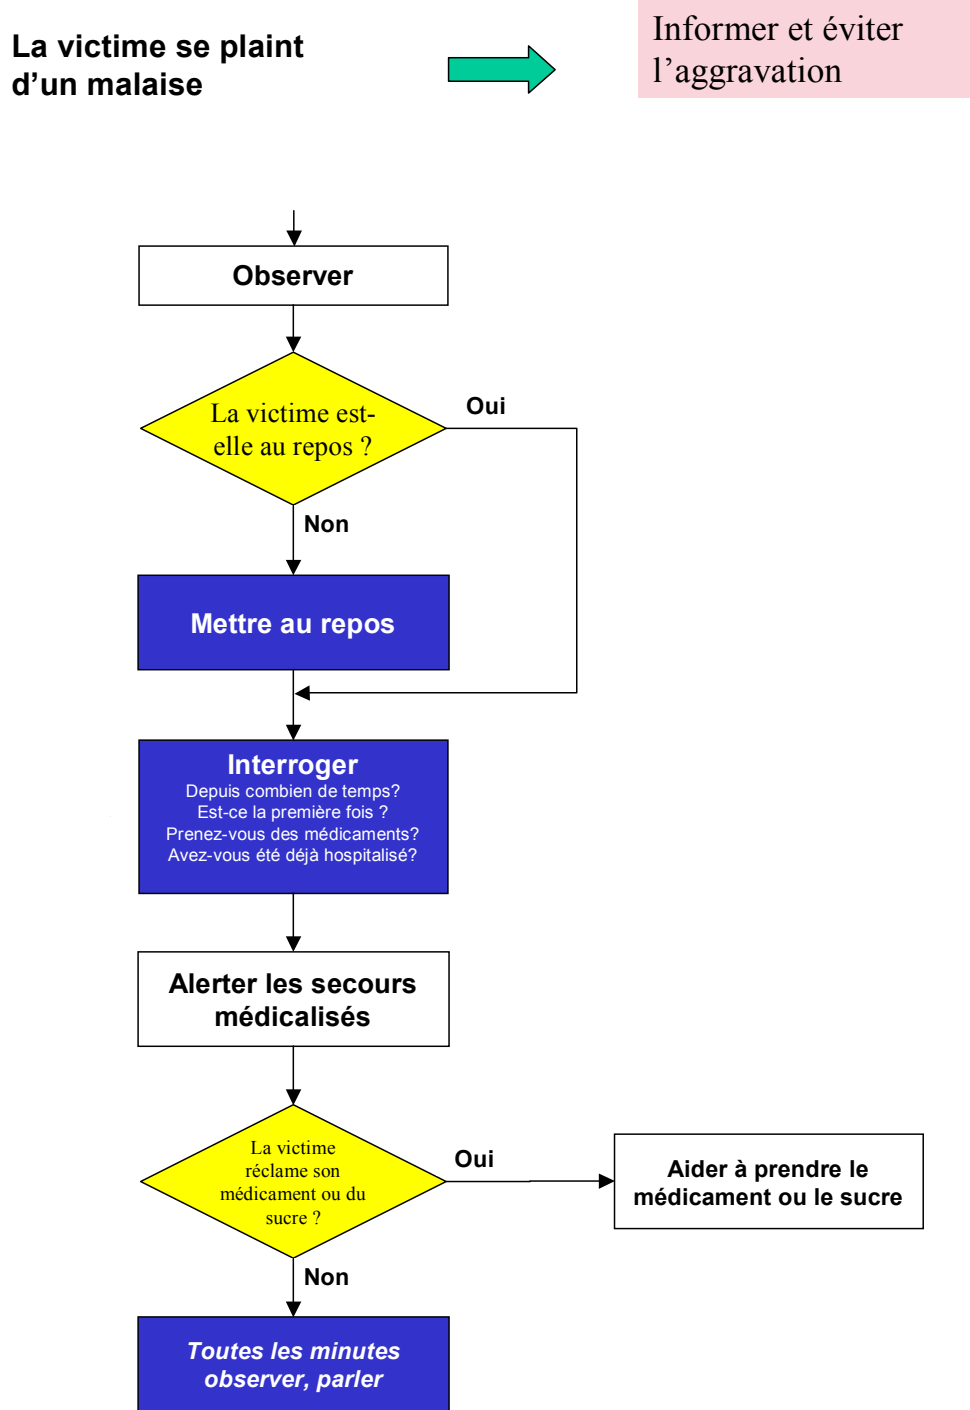 La victime se plaint
d’un malaise
Informer et éviter
l’aggravation
Observer
La victime est-
elle au repos ?
Oui
Non
Mettre au repos
Interroger
Depuis combien de temps?
Est-ce la première fois ?
Prenez-vous des médicaments?
Avez-vous été déjà hospitalisé?
Alerter les secours
médicalisés
La victime
réclame son
médicament ou du
sucre ?
Oui
Aider à prendre le
médicament ou le sucre
Non
Toutes les minutes
observer, parler